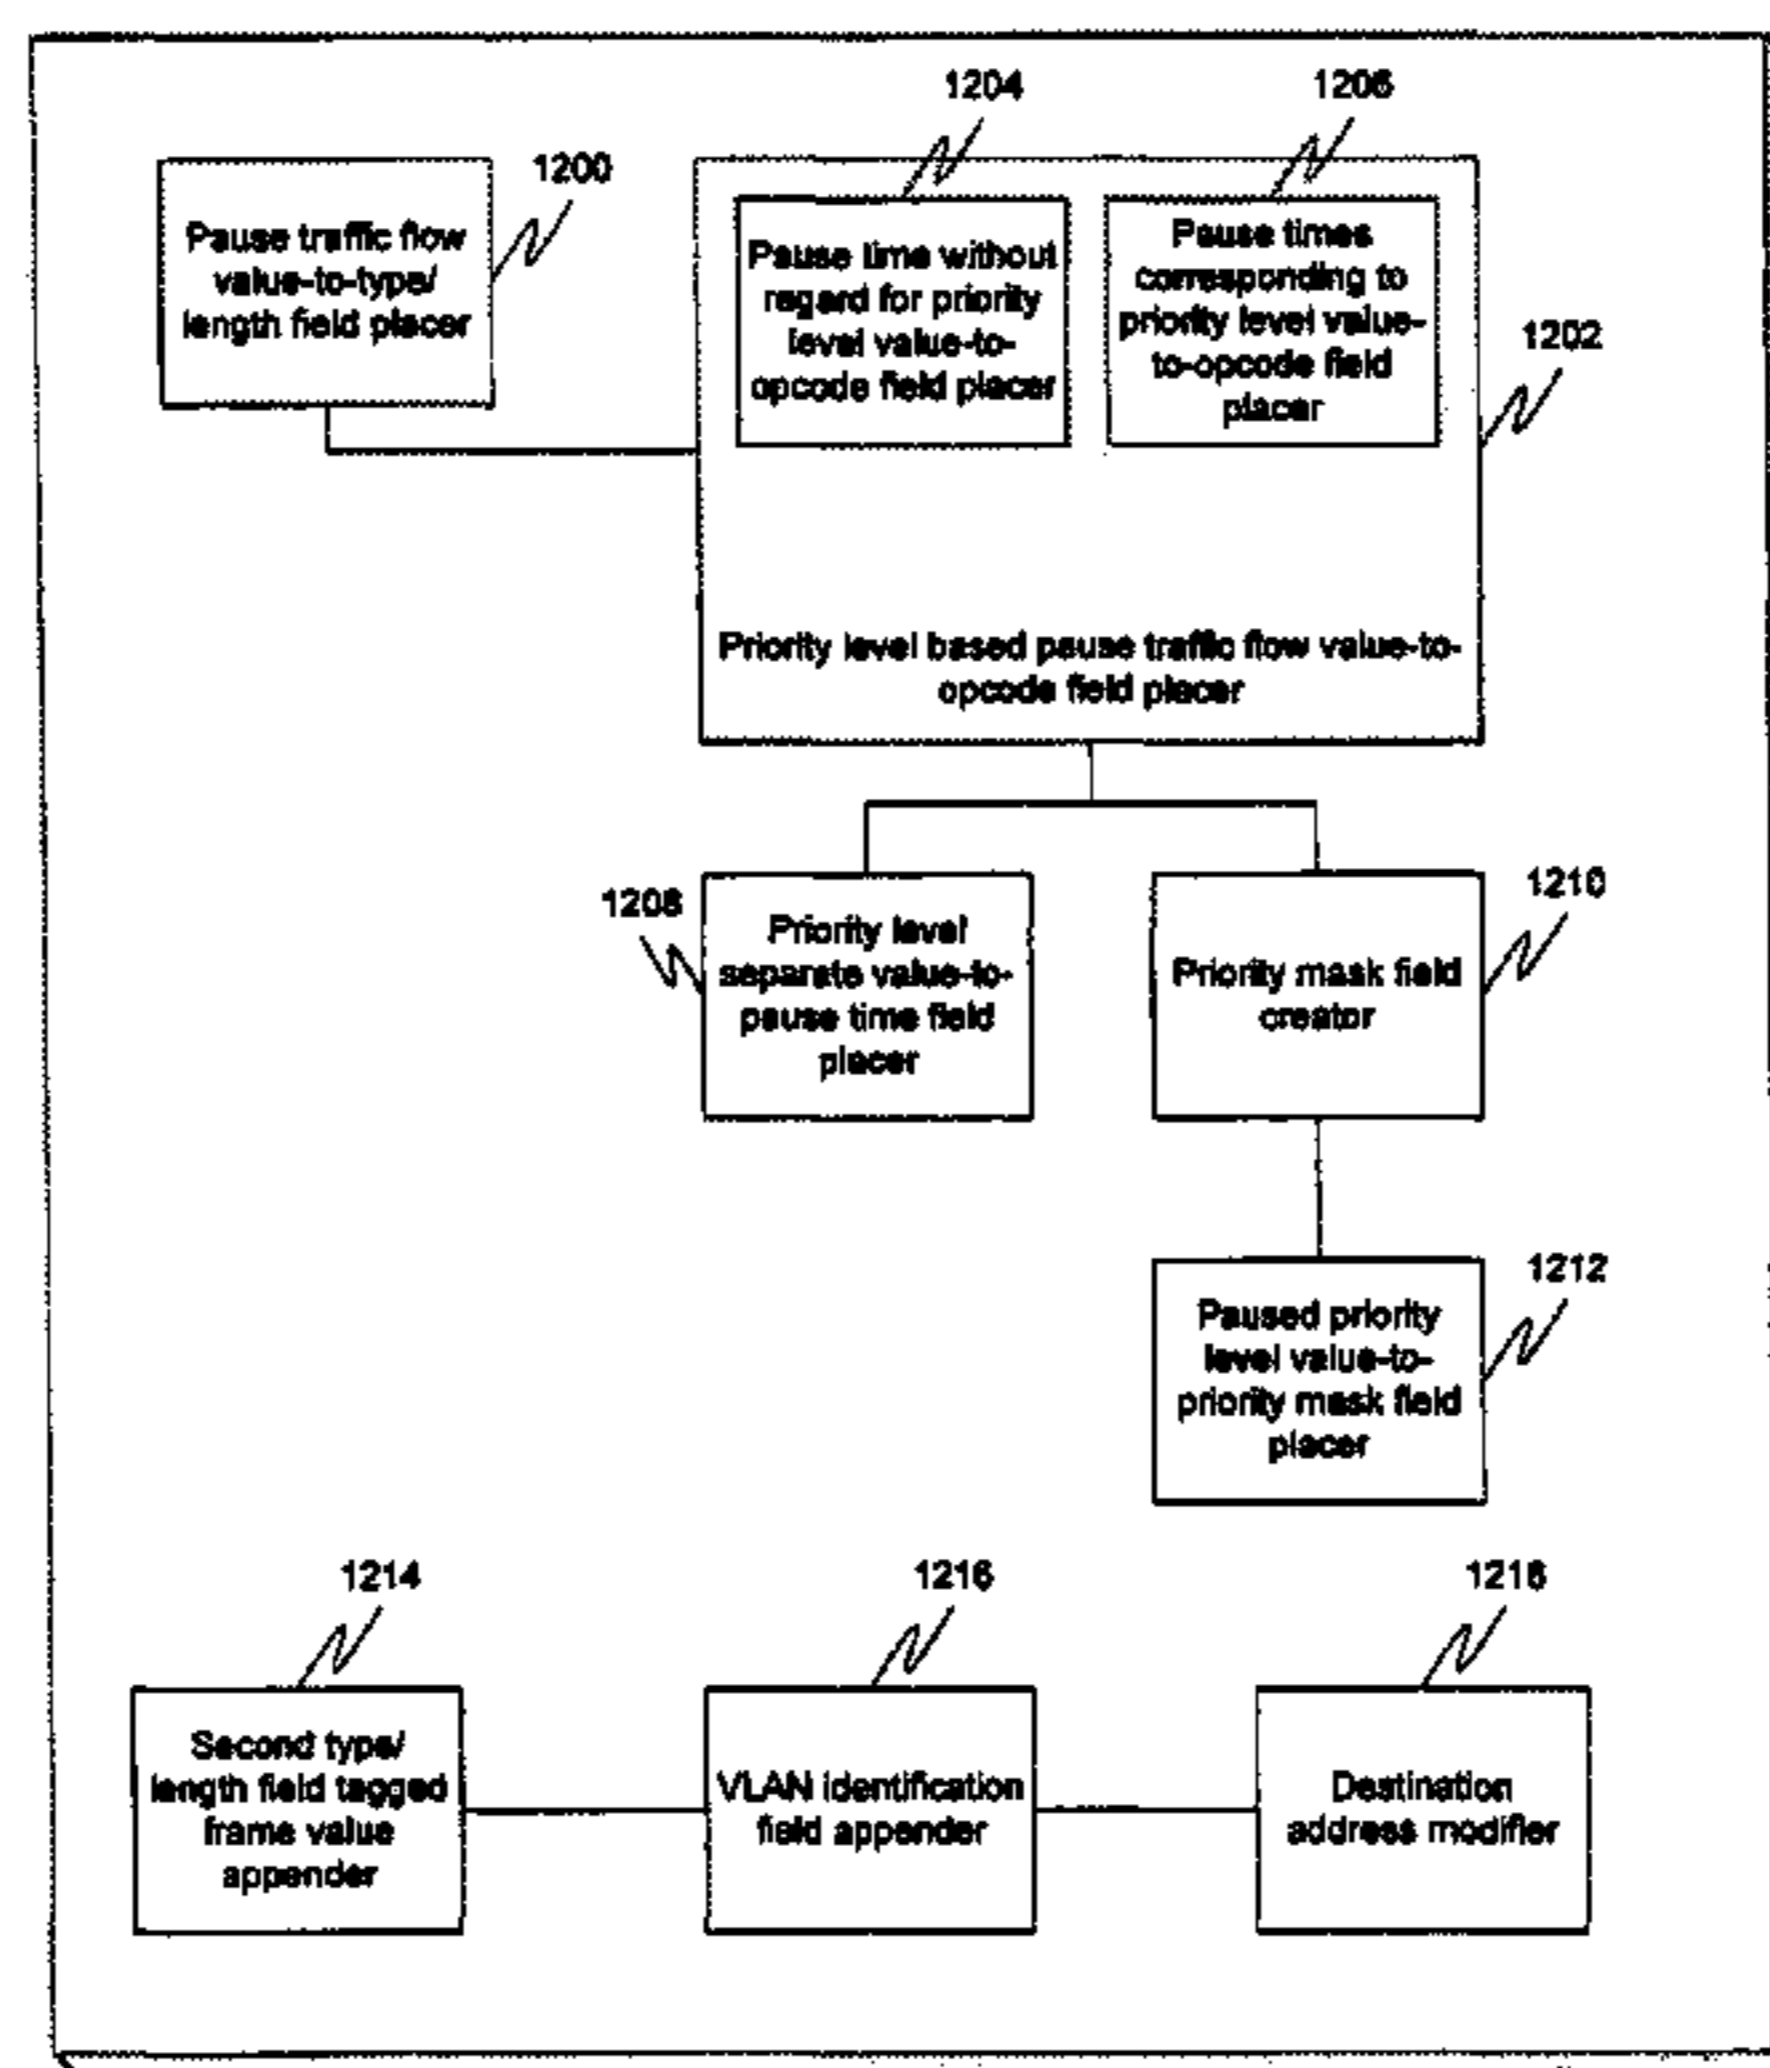 1204
1206
1200
Pause traffic flow
value-to-type/
length field placer
Pause time without
regard for priority
level value-to-
opcode field placer
Pause times
corresponding to
priority level value-
to-opcode field
placer
1202
Priority level based pause traffic flow value-to-
opcode field placer
1208
Priority level
separate value-to-
pause time field
placer
1210
Priority mask field
creator
1212
Paused priority
level value-to-
priority mask field
placer
1214
1216
1218
Second type/
length field tagged
frame value
appender
VLAN identification
field appender
Destination
address modifier